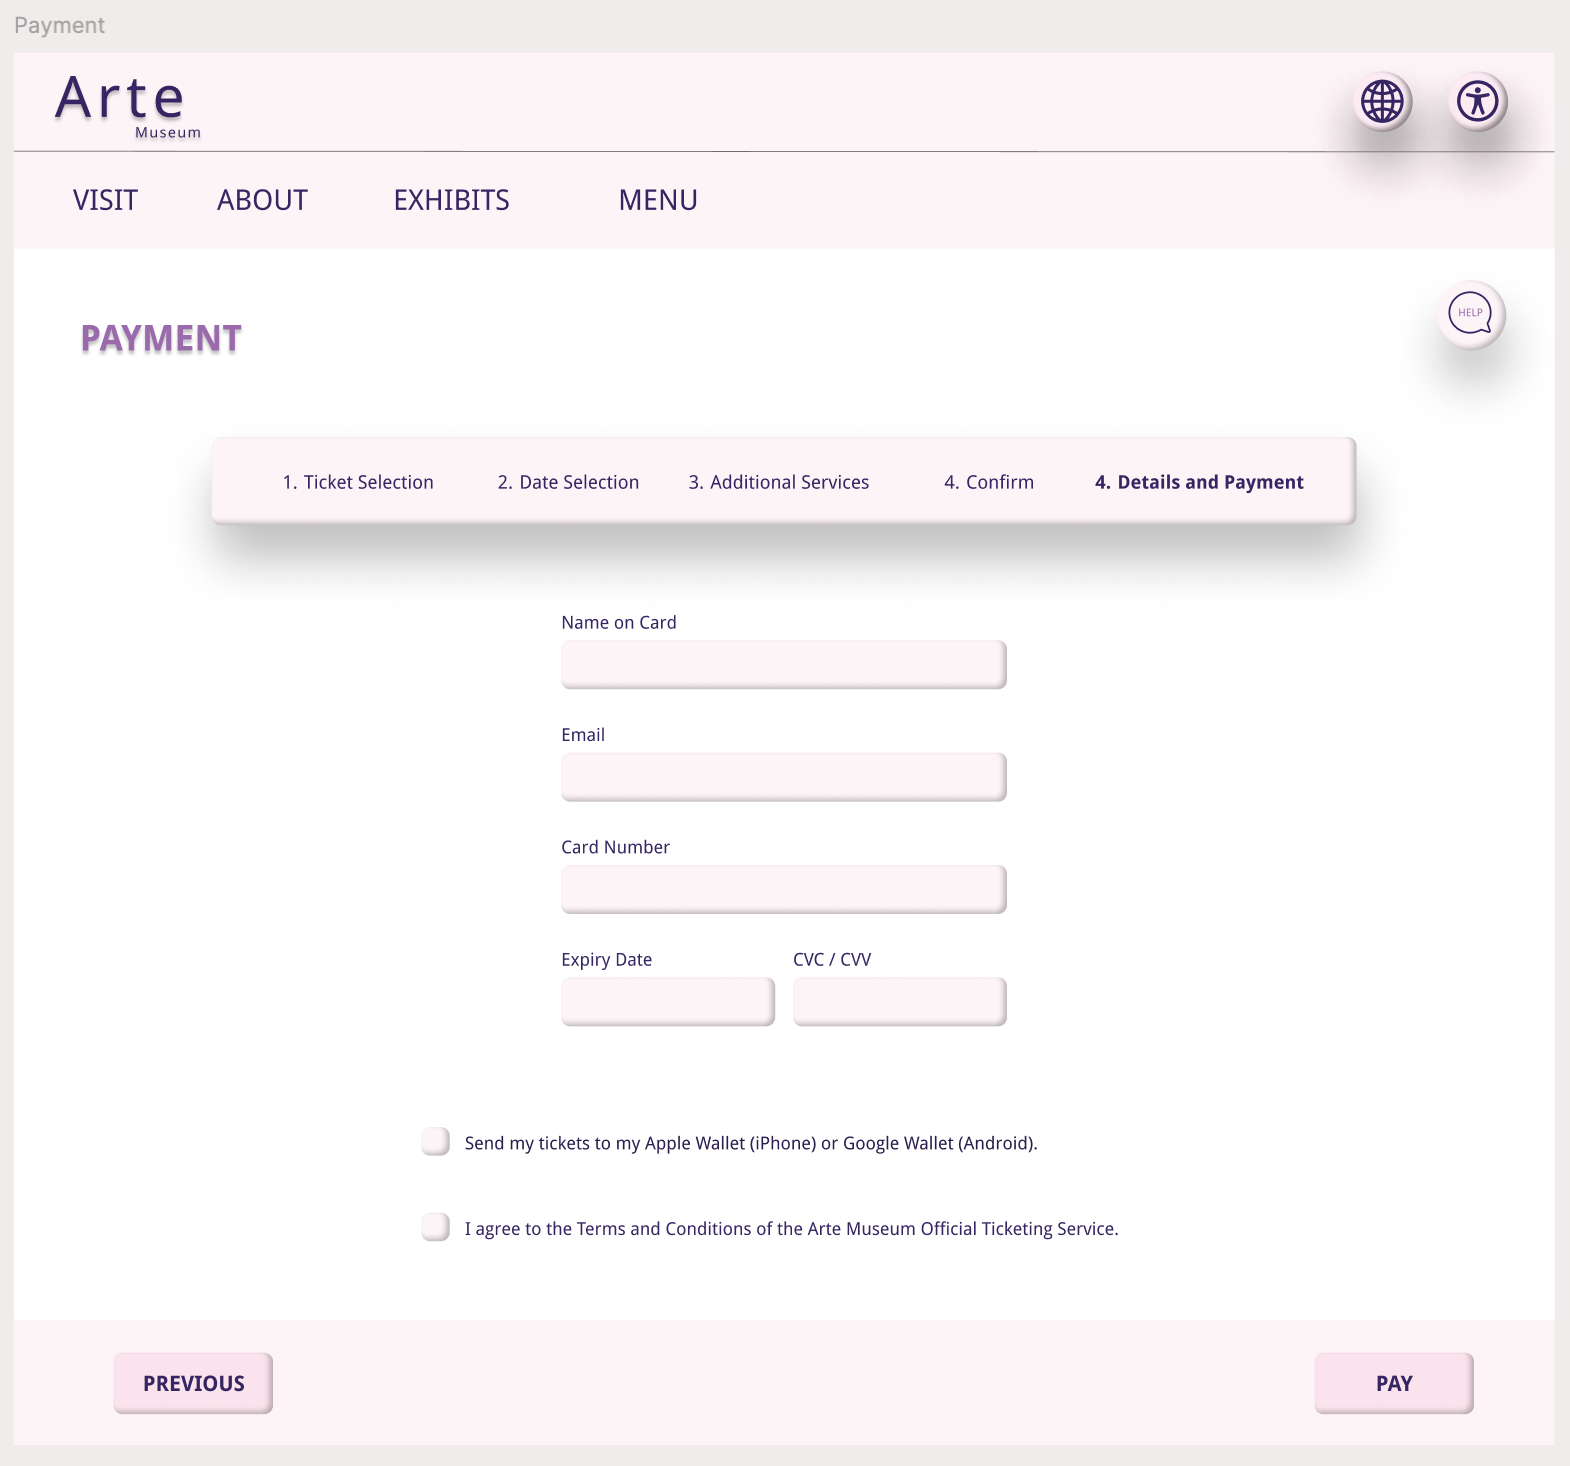 Payment
Arte
Museum
VISIT ABOUT EXHIBITS MENU
HELP
PAYMENT
1. Ticket Selection 2. Date Selection 3. Additional Services 4. Confirm 4. Details and Payment
Name on Card
Email
Card Number
Expiry Date CVC / CVV
Send my tickets to my Apple Wallet (iPhone) or Google Wallet (Android).
I agree to the Terms and Conditions of the Arte Museum Official Ticketing Service.
PREVIOUS PAY